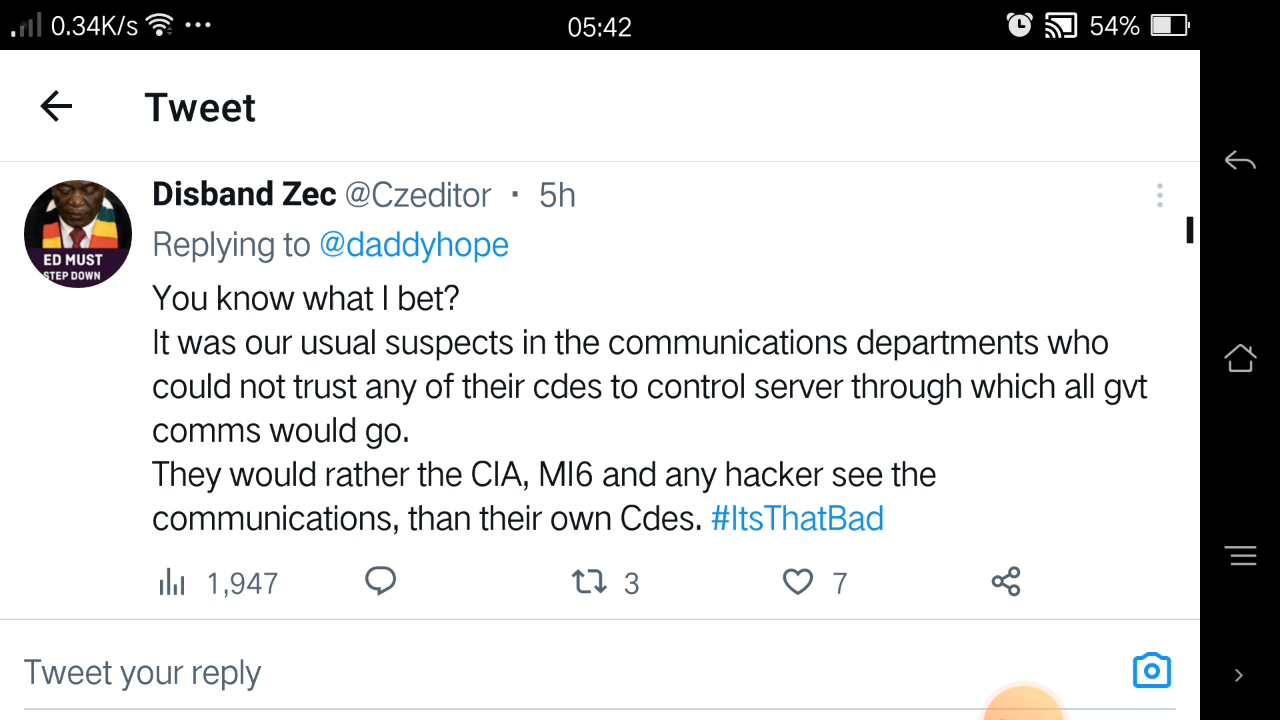 0.34K/s ... 05:42 54%
Tweet
Disband Zec @Czeditor · 5h
Replying to @daddyhope
ED MUST
STEP DOWN
You know what I bet?
It was our usual suspects in the communications departments who
could not trust any of their cdes to control server through which all gvt
comms would go.
They would rather the CIA, MI6 and any hacker see the
communications, than their own Cdes. #ItsThatBad
1,947 3 7
Tweet your reply